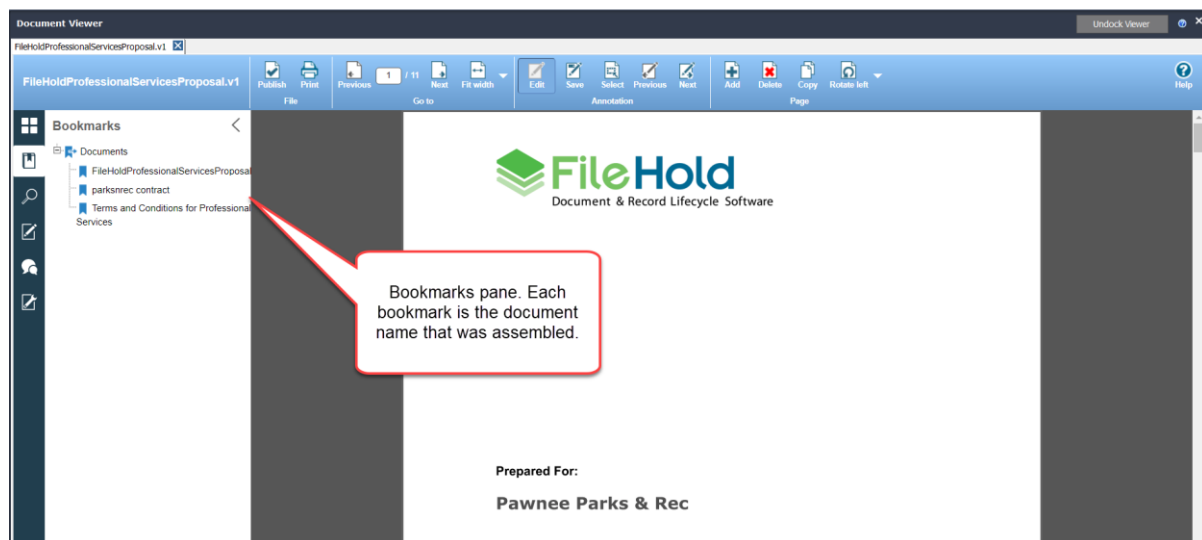 Document Viewer
Undock Viewer
FileHoldProfessionalServicesProposal.v1
FileHoldProfessionalServicesProposal.v1
Publish Print
File
Previous 1 / 11 Next Fit width
Go to
Edit Save Select Previous Next
Annotation
Add Delete Copy Rotate left
Page
Help
Bookmarks
Documents
FileHoldProfessionalServicesProposal
parksnrec contract
Terms and Conditions for Professional
Services
Bookmarks pane. Each
bookmark is the document
name that was assembled.
FileHold
Document & Record Lifecycle Software
Prepared For:
Pawnee Parks & Rec